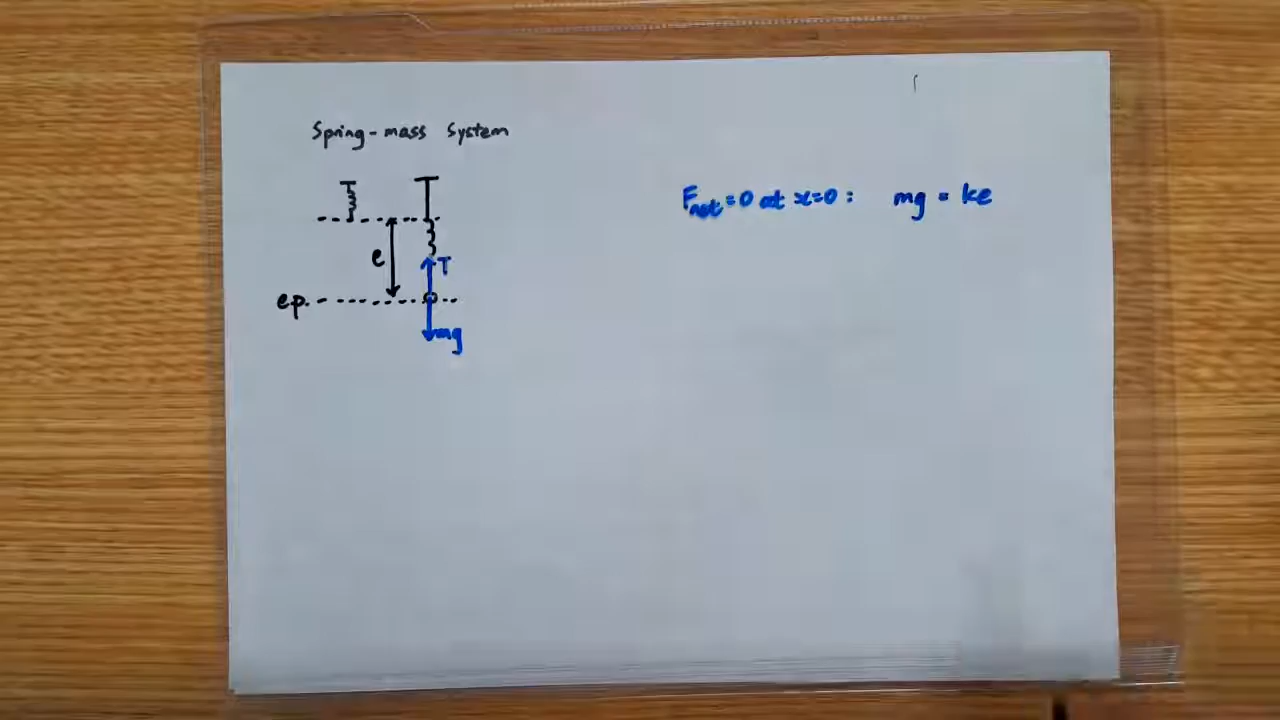 Spring-mass System
Fnet=0 at x=0: mg = ke
e
T
e.p.
mg